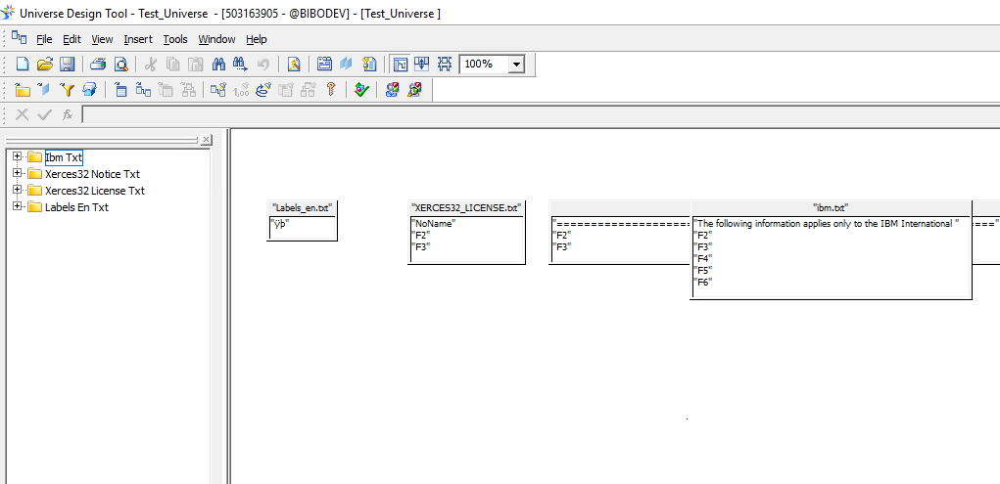 Universe Design Tool - Test_Universe - [503163905 - @BIBODEV] - [Test_Universe ]
File Edit View Insert Tools Window Help
100%
Ibm Txt
Xerces32 Notice Txt
Xerces32 License Txt
Labels En Txt
"Labels_en.txt"
"ÿþ"
"XERCES32_LICENSE.txt"
"NoName"
"F2"
"F3"
"========================
"F2"
"F3"
===="
"ibm.txt"
"The following information applies only to the IBM International "
"F2"
"F3"
"F4"
"F5"
"F6"